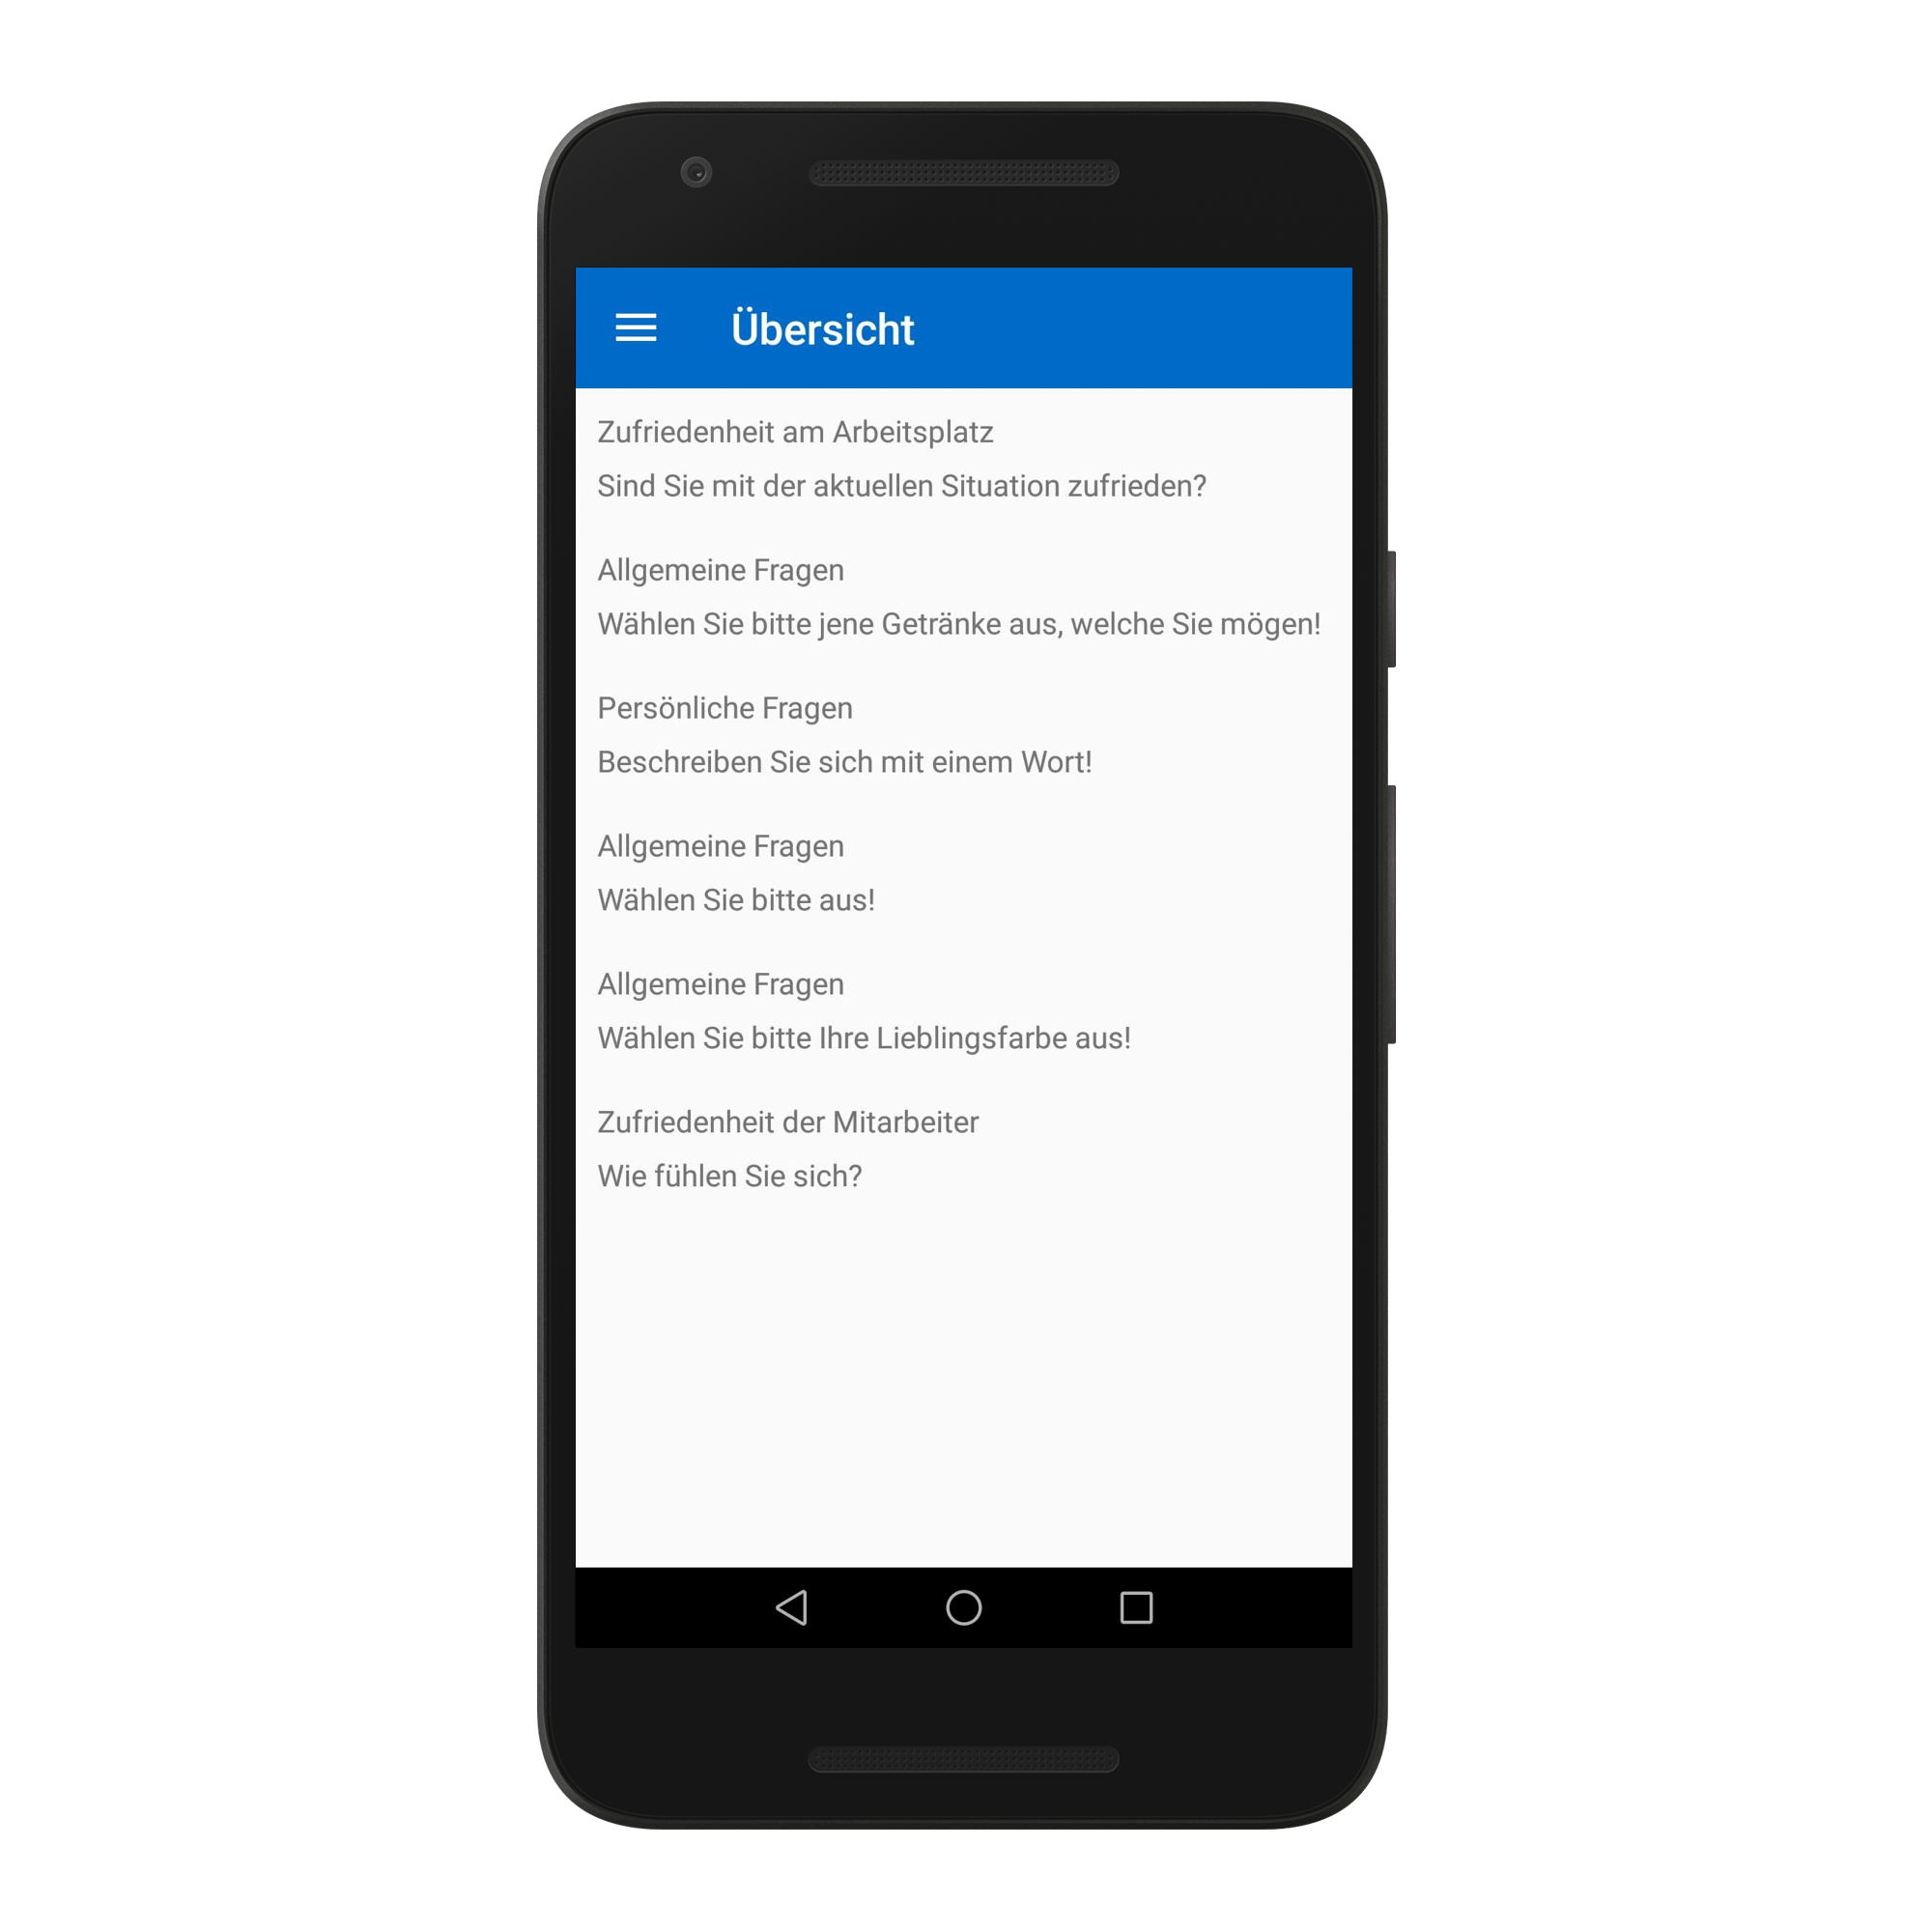 Übersicht
Zufriedenheit am Arbeitsplatz
Sind Sie mit der aktuellen Situation zufrieden?
Allgemeine Fragen
Wählen Sie bitte jene Getränke aus, welche Sie mögen!
Persönliche Fragen
Beschreiben Sie sich mit einem Wort!
Allgemeine Fragen
Wählen Sie bitte aus!
Allgemeine Fragen
Wählen Sie bitte Ihre Lieblingsfarbe aus!
Zufriedenheit der Mitarbeiter
Wie fühlen Sie sich?